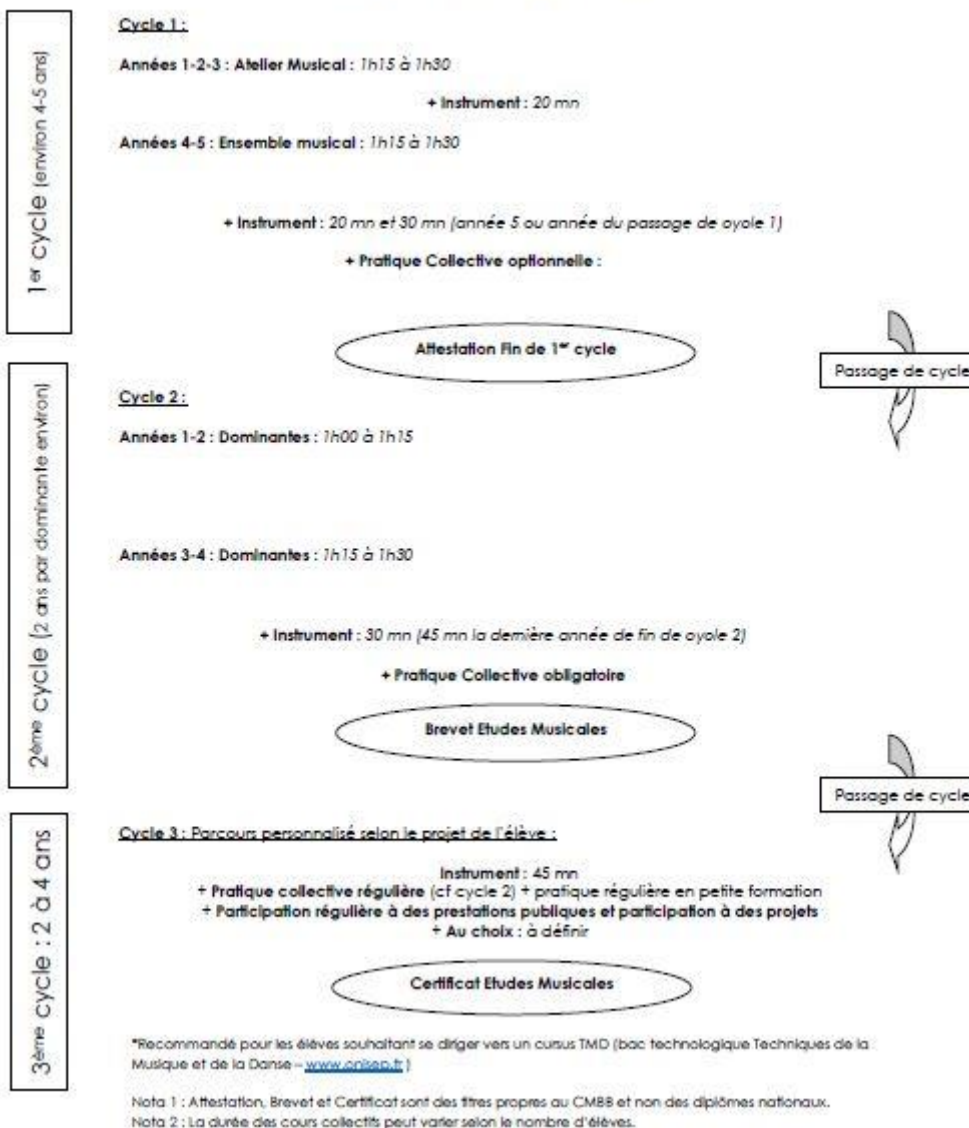 1er cycle (environ 4-5 ans)
Cycle 1 :
Années 1-2-3 : Atelier Musical : 1h15 à 1h30
+ Instrument : 20 mn
Années 4-5 : Ensemble musical : 1h15 à 1h30
+ Instrument : 20 mn et 30 mn (année 5 ou année du passage de cycle 1)
+ Pratique Collective optionnelle :
Attestation Fin de 1er cycle
Passage de cycle
2ème cycle (2 ans par dominante environ)
Cycle 2 :
Années 1-2 : Dominantes : 1h00 à 1h15
Années 3-4 : Dominantes : 1h15 à 1h30
+ Instrument : 30 mn (45 mn la dernière année de fin de cycle 2)
+ Pratique Collective obligatoire
Brevet Etudes Musicales
Passage de cycle
3ème cycle : 2 à 4 ans
Cycle 3 : Parcours personnalisé selon le projet de l'élève :
Instrument : 45 mn
+ Pratique collective régulière (cf cycle 2) + pratique régulière en petite formation
+ Participation régulière à des prestations publiques et participation à des projets
+ Au choix : à définir
Certificat Etudes Musicales
*Recommandé pour les élèves souhaitant se diriger vers un cursus TMD (bac technologique Techniques de la
Musique et de la Danse – www.onisep.fr )
Nota 1 : Attestation, Brevet et Certificat sont des titres propres au CMBB et non des diplômes nationaux.
Nota 2 : La durée des cours collectifs peut varier selon le nombre d'élèves.